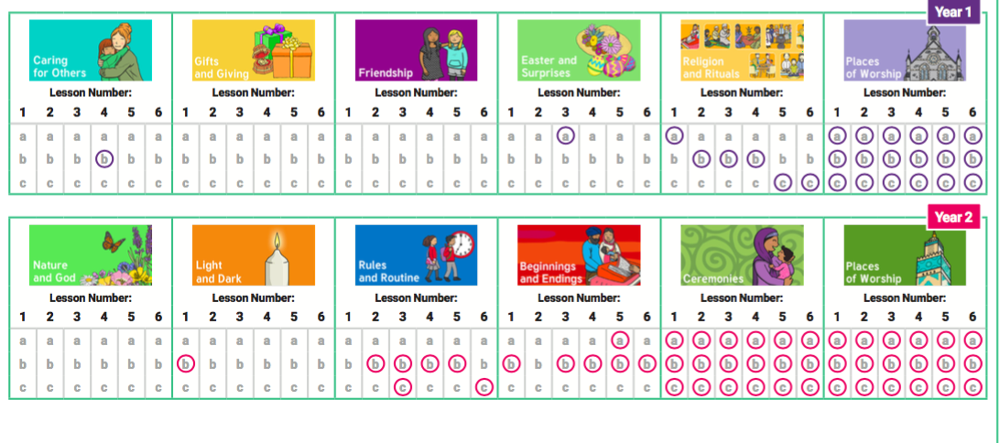 Year 1
Caring for Others
Gifts and Giving
Friendship
Easter and Surprises
Religion and Rituals
Places of Worship
Lesson Number: Lesson Number: Lesson Number: Lesson Number: Lesson Number: Lesson Number:
1 2 3 4 5 6 1 2 3 4 5 6 1 2 3 4 5 6 1 2 3 4 5 6 1 2 3 4 5 6 1 2 3 4 5 6
a a a a a a a a a a a a a a a a a a a a a a a a a a a a a a a a a a a a
b b b b b b b b b b b b b b b b b b b b b b b b b b b b b b b b b b b b
c c c c c c c c c c c c c c c c c c c c c c c c c c c c c c c c c c c c
Year 2
Nature and God
Light and Dark
Rules and Routine
Beginnings and Endings
Ceremonies
Places of Worship
Lesson Number: Lesson Number: Lesson Number: Lesson Number: Lesson Number: Lesson Number:
1 2 3 4 5 6 1 2 3 4 5 6 1 2 3 4 5 6 1 2 3 4 5 6 1 2 3 4 5 6 1 2 3 4 5 6
a a a a a a a a a a a a a a a a a a a a a a a a a a a a a a a a a a a a
b b b b b b b b b b b b b b b b b b b b b b b b b b b b b b b b b b b b
c c c c c c c c c c c c c c c c c c c c c c c c c c c c c c c c c c c c